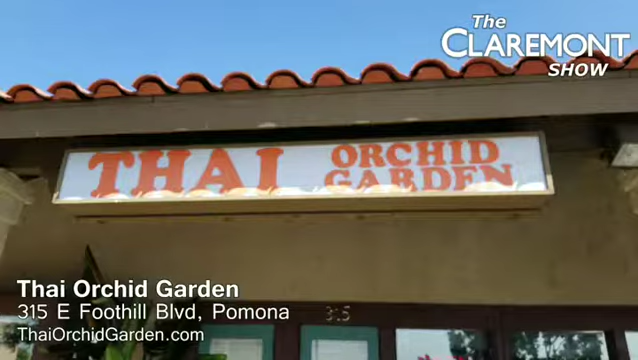 The
CLAREMONT
SHOW
THAI ORCHID
GARDEN
315
Thai Orchid Garden
315 E Foothill Blvd, Pomona
ThaiOrchidGarden.com